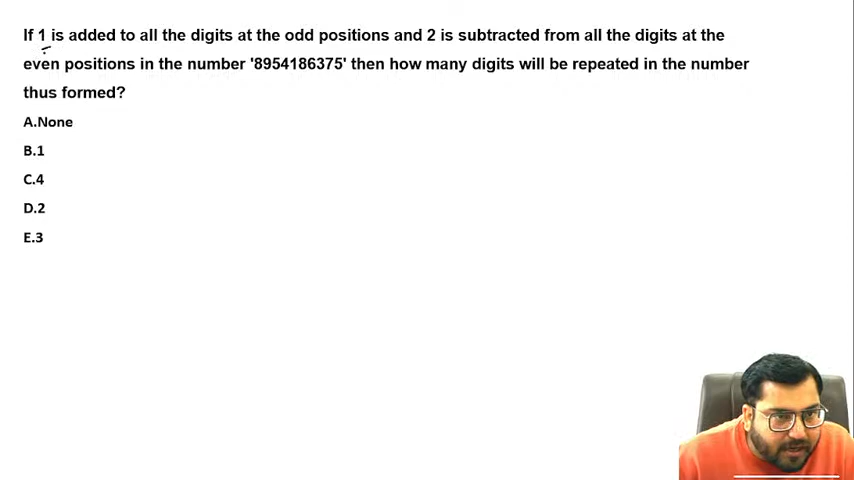 If 1 is added to all the digits at the odd positions and 2 is subtracted from all the digits at the
even positions in the number '8954186375' then how many digits will be repeated in the number
thus formed?
A.None
B.1
C.4
D.2
E.3